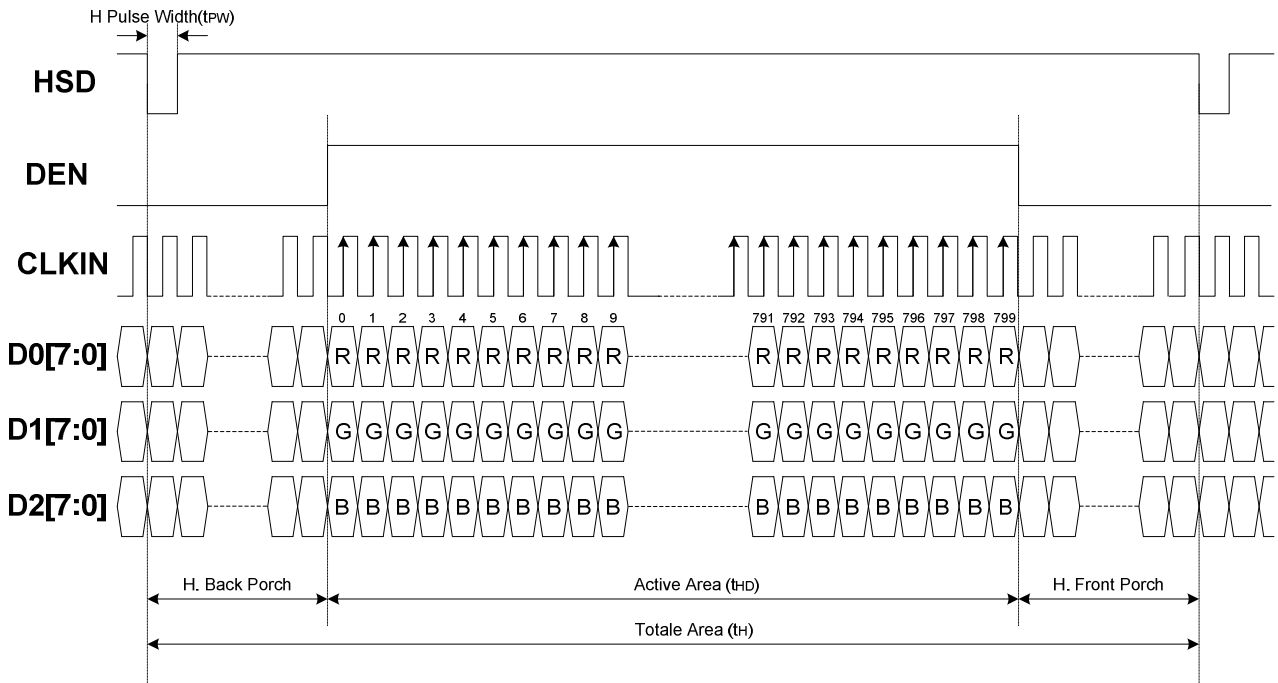 H Pulse Width(tPW)
HSD
DEN
CLKIN
0 1 2 3 4 5 6 7 8 9 791 792 793 794 795 796 797 798 799
D0[7:0] R R R R R R R R R R R R R R R R R R R
D1[7:0] G G G G G G G G G G G G G G G G G G G
D2[7:0] B B B B B B B B B B B B B B B B B B B
H. Back Porch Active Area (tHD) H. Front Porch
Totale Area (tH)